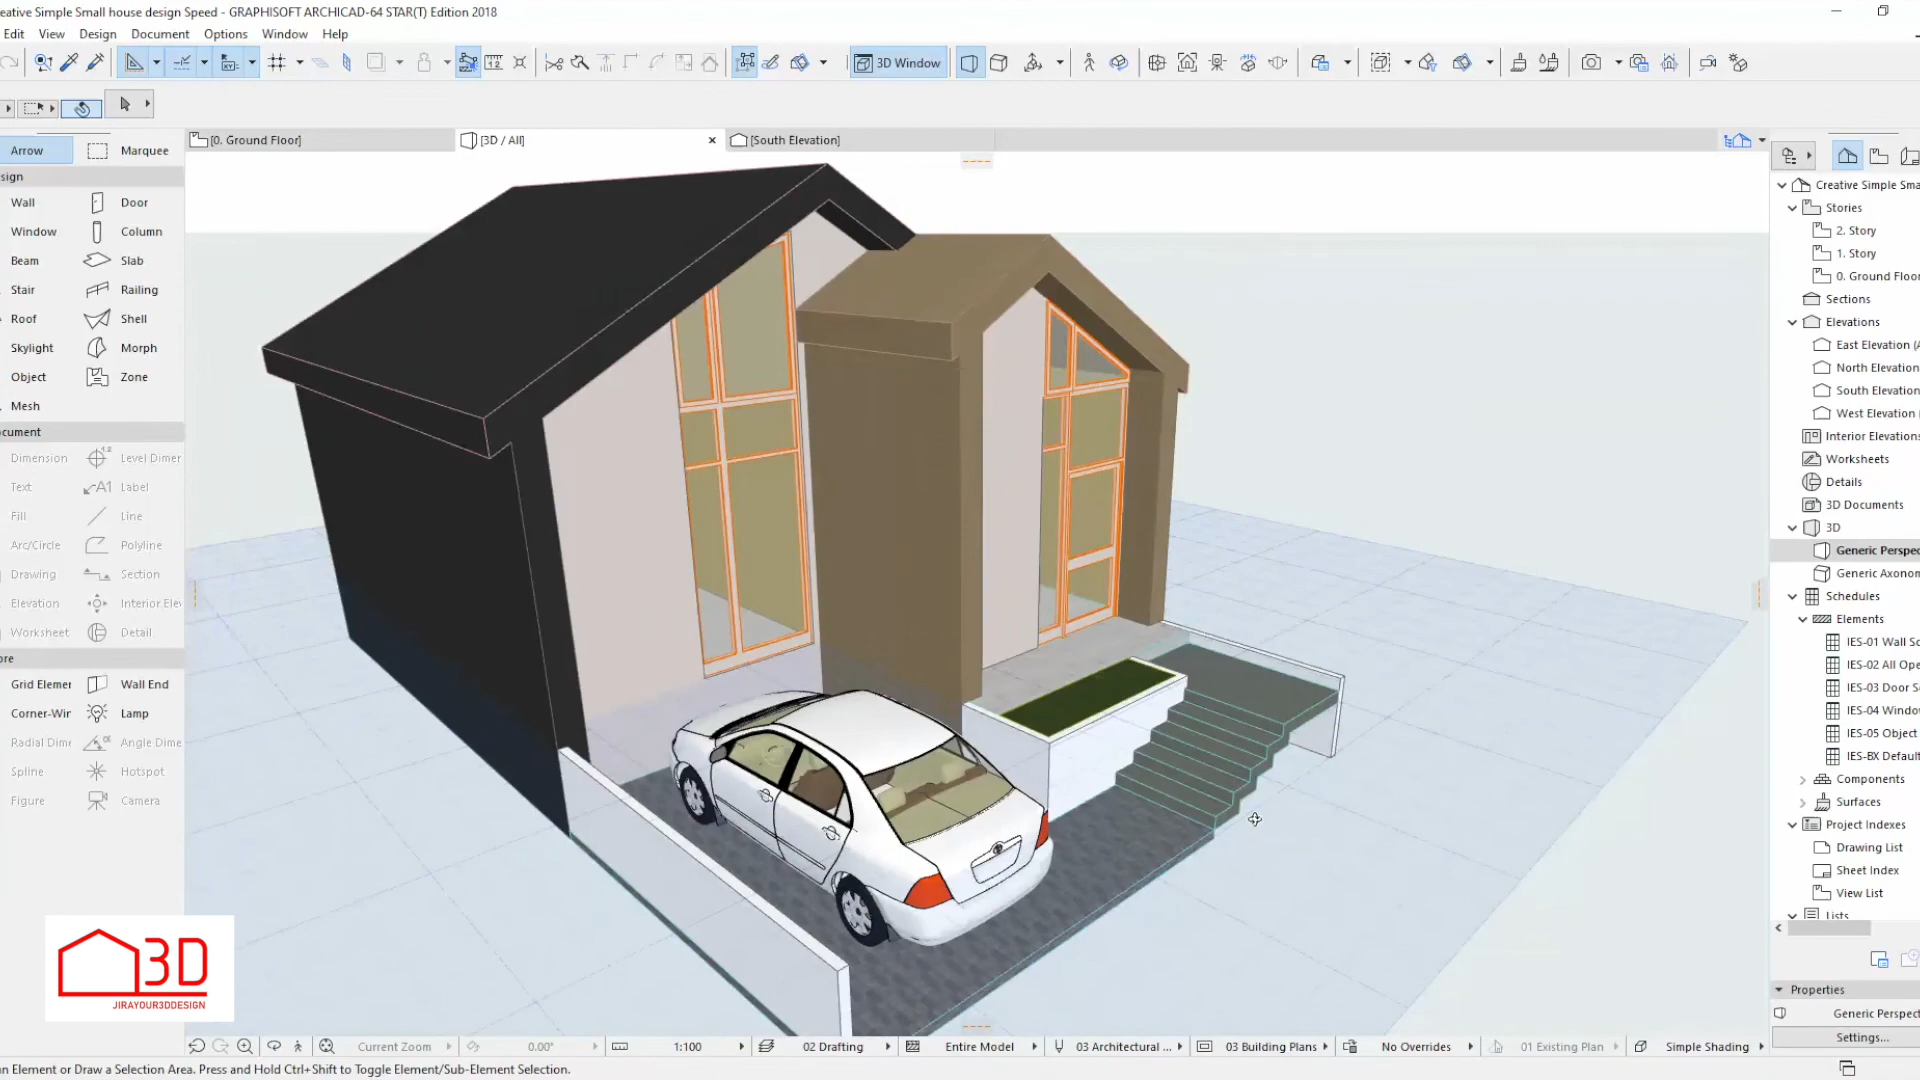 eative Simple Small house design Speed - GRAPHISOFT ARCHICAD-64 STAR(T) Edition 2018
Edit View Design Document Options Window Help
3D Window
[0. Ground Floor]
[3D / All]
[South Elevation]
Arrow
Marquee
sign
Wall
Door
Window
Column
Beam
Slab
Stair
Railing
Roof
Shell
Skylight
Morph
Object
Zone
Mesh
cument
Dimension
Level Dimer
Text
A1 Label
Fill
Line
Arc/Circle
Polyline
Drawing
Section
Elevation
Interior Ele
Worksheet
Detail
ore
Grid Elemer
Wall End
Corner-Wir
Lamp
Radial Dime
Angle Dime
Spline
Hotspot
Figure
Camera
3D
JIRAYOUR3DDESIGN
Creative Simple Sma
Stories
2. Story
1. Story
0. Ground Floor
Sections
Elevations
East Elevation (A
North Elevation
South Elevation
West Elevation (
Interior Elevations
Worksheets
Details
3D Documents
3D
Generic Perspec
Generic Axonom
Schedules
Elements
IES-01 Wall Sc
IES-02 All Ope
IES-03 Door S
IES-04 Window
IES-05 Object
IES-BX Default
Components
Surfaces
Project Indexes
Drawing List
Sheet Index
View List
Lists
Properties
Generic Perspect
Settings...
Current Zoom
0.00°
1:100
02 Drafting
Entire Model
03 Architectural ...
03 Building Plans
No Overrides
01 Existing Plan
Simple Shading
n Element or Draw a Selection Area. Press and Hold Ctrl+Shift to Toggle Element/Sub-Element Selection.